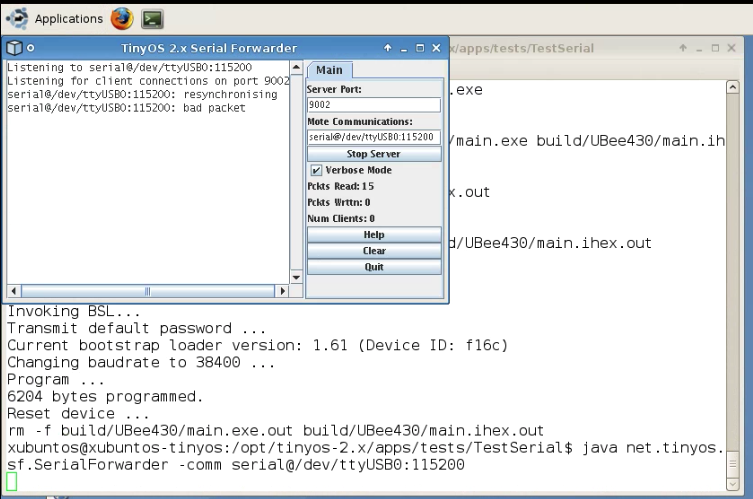 Applications
TinyOS 2.x Serial Forwarder
x/apps/tests/TestSerial
Listening to serial@/dev/ttyUSB0:115200
Listening for client connections on port 9002
serial@/dev/ttyUSB0:115200: resynchronising
serial@/dev/ttyUSB0:115200: bad packet
Main
Server Port:
9002
Mote Communications:
serial@/dev/ttyUSB0:115200
Stop Server
Verbose Mode
Pckts Read: 15
Pckts Wrttn: 0
Num Clients: 0
Help
Clear
Quit
.exe
/main.exe build/UBee430/main.ih
x.out
d/UBee430/main.ihex.out
Invoking BSL...
Transmit default password ...
Current bootstrap loader version: 1.61 (Device ID: f16c)
Changing baudrate to 38400 ...
Program ...
6204 bytes programmed.
Reset device ...
rm -f build/UBee430/main.exe.out build/UBee430/main.ihex.out
xubuntos@xubuntos-tinyos:/opt/tinyos-2.x/apps/tests/TestSerial$ java net.tinyos.
sf.SerialForwarder -comm serial@/dev/ttyUSB0:115200